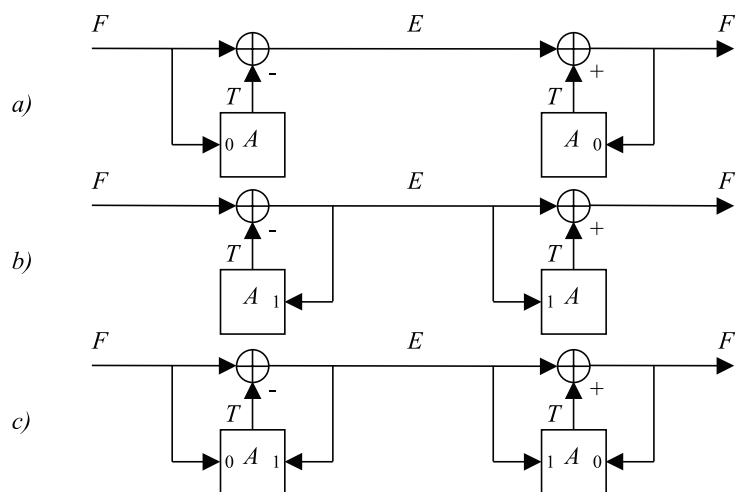 F E F
- +
T T
a) 0 A A 0
F E F
- +
T T
b) A 1 1 A
F E F
- +
T T
c) 0 A 1 1 A 0